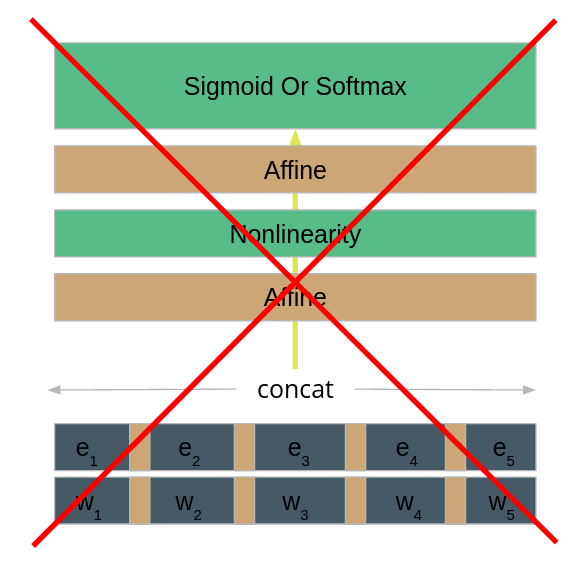 Sigmoid Or Softmax
Affine
Nonlinearity
Affine
concat
e₁ e₂ e₃ e₄ e₅
w₁ w₂ w₃ w₄ w₅